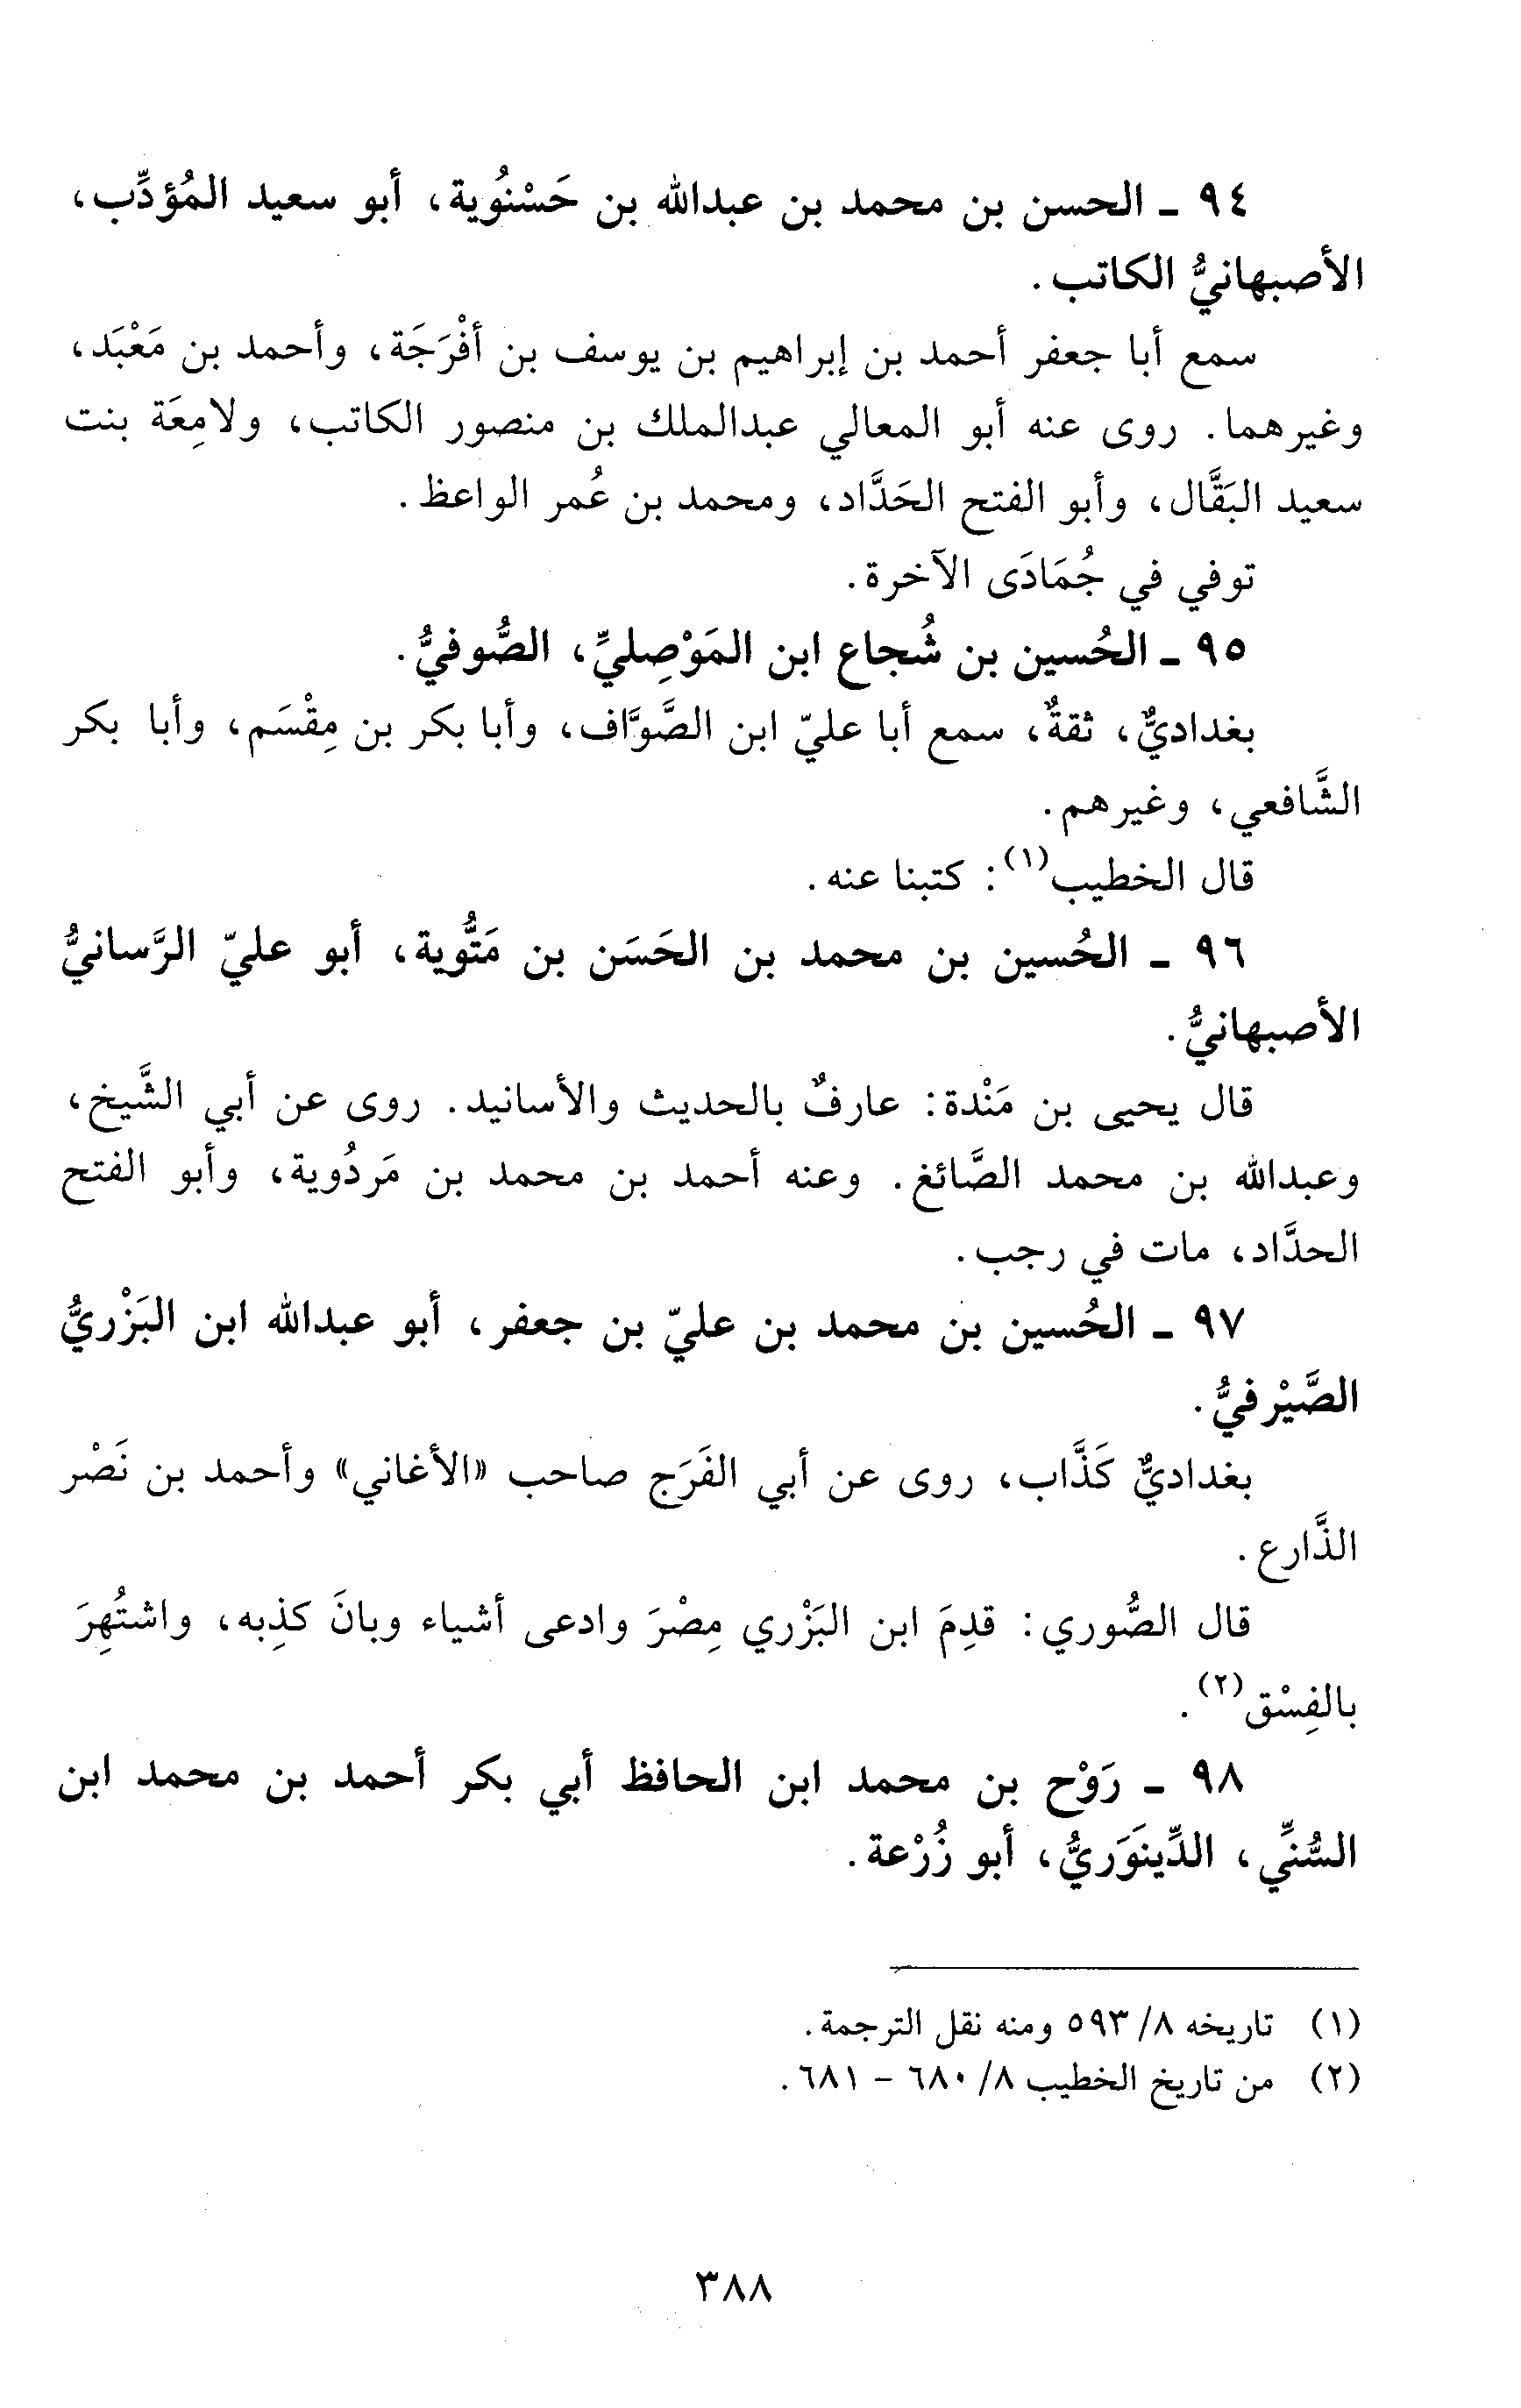 ٩٤ ـ الحسن بن محمد بن عبدالله بن حَسْنُوية، أبو سعيد المُؤدِّب،
الأصبهانيُّ الكاتب.
سمع أبا جعفر أحمد بن إبراهيم بن يوسف بن أفْرَجَة، وأحمد بن مَعْبَد،
وغيرهما. روى عنه أبو المعالي عبدالملك بن منصور الكاتب، ولامِعَة بنت
سعيد البَقَّال، وأبو الفتح الحَدَّاد، ومحمد بن عُمر الواعظ.
توفي في جُمَادَى الآخرة.
٩٥ ـ الحُسين بن شُجاع ابن المَوْصِليِّ، الصُّوفيُّ.
بغداديٌّ، ثقةٌ، سمع أبا عليّ ابن الصَّوَّاف، وأبا بكر بن مِقْسَم، وأبا بكر
الشَّافعي، وغيرهم.
قال الخطيب(١): كتبنا عنه.
٩٦ ـ الحُسين بن محمد بن الحَسَن بن مَتُّوية، أبو عليّ الرَّسانيُّ
الأصبهانيُّ.
قال يحيى بن مَنْدة: عارفٌ بالحديث والأسانيد. روى عن أبي الشَّيخ،
وعبدالله بن محمد الصَّائغ. وعنه أحمد بن محمد بن مَردُوية، وأبو الفتح
الحدَّاد، مات في رجب.
٩٧ ـ الحُسين بن محمد بن عليّ بن جعفر، أبو عبدالله ابن البَزْريُّ
الصَّيْرفيُّ.
بغداديٌّ كَذَّاب، روى عن أبي الفَرَج صاحب «الأغاني» وأحمد بن نَصْر
الذَّارع.
قال الصُّوري: قدِمَ ابن البَزْري مِصْرَ وادعى أشياء وبانَ كذِبه، واشتُهِرَ
بالفِسْق(٢).
٩٨ ـ رَوْح بن محمد ابن الحافظ أبي بكر أحمد بن محمد ابن
السُّنِّي، الدِّينَوَريُّ، أبو زُرْعة.
(١) تاريخه ٨/ ٥٩٣ ومنه نقل الترجمة.
(٢) من تاريخ الخطيب ٨/ ٦٨٠ - ٦٨١.
٣٨٨